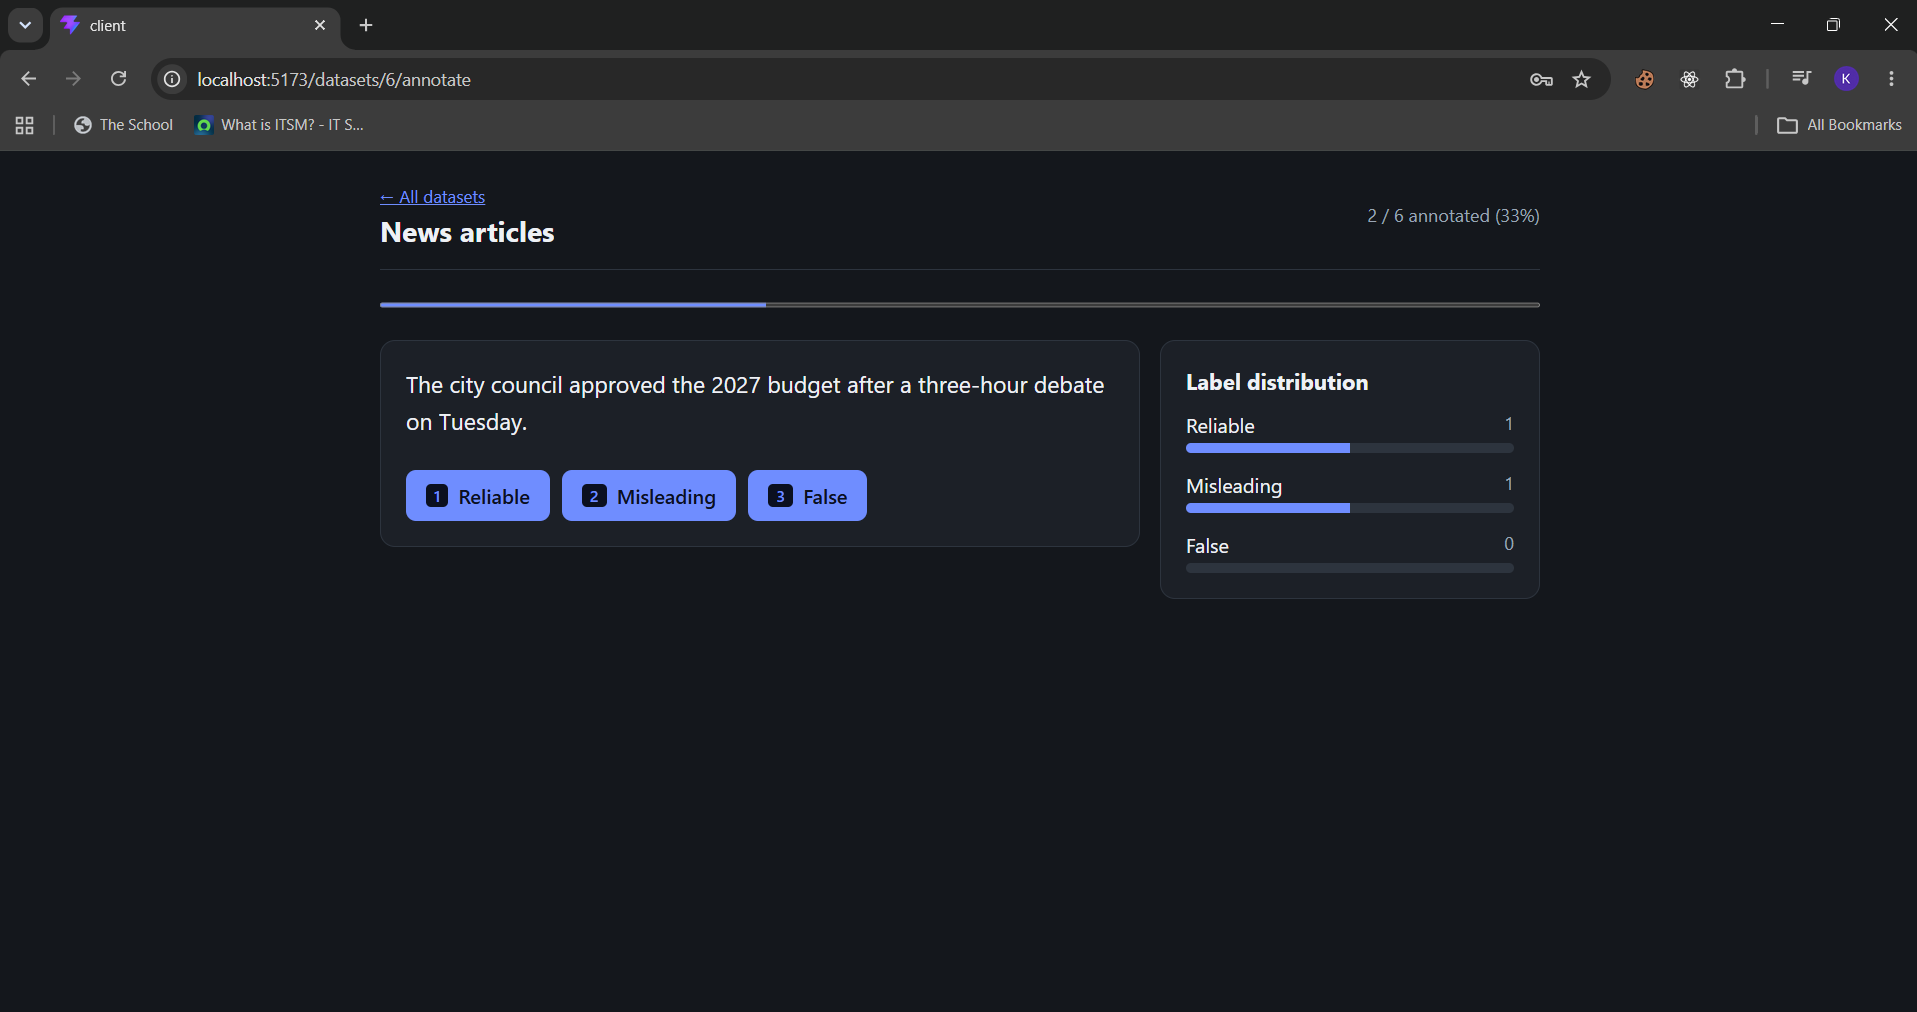 client
localhost:5173/datasets/6/annotate
K
The School
What is ITSM? - IT S...
All Bookmarks
← All datasets
News articles
2 / 6 annotated (33%)
The city council approved the 2027 budget after a three-hour debate
on Tuesday.
1 Reliable
2 Misleading
3 False
Label distribution
Reliable 1
Misleading 1
False 0